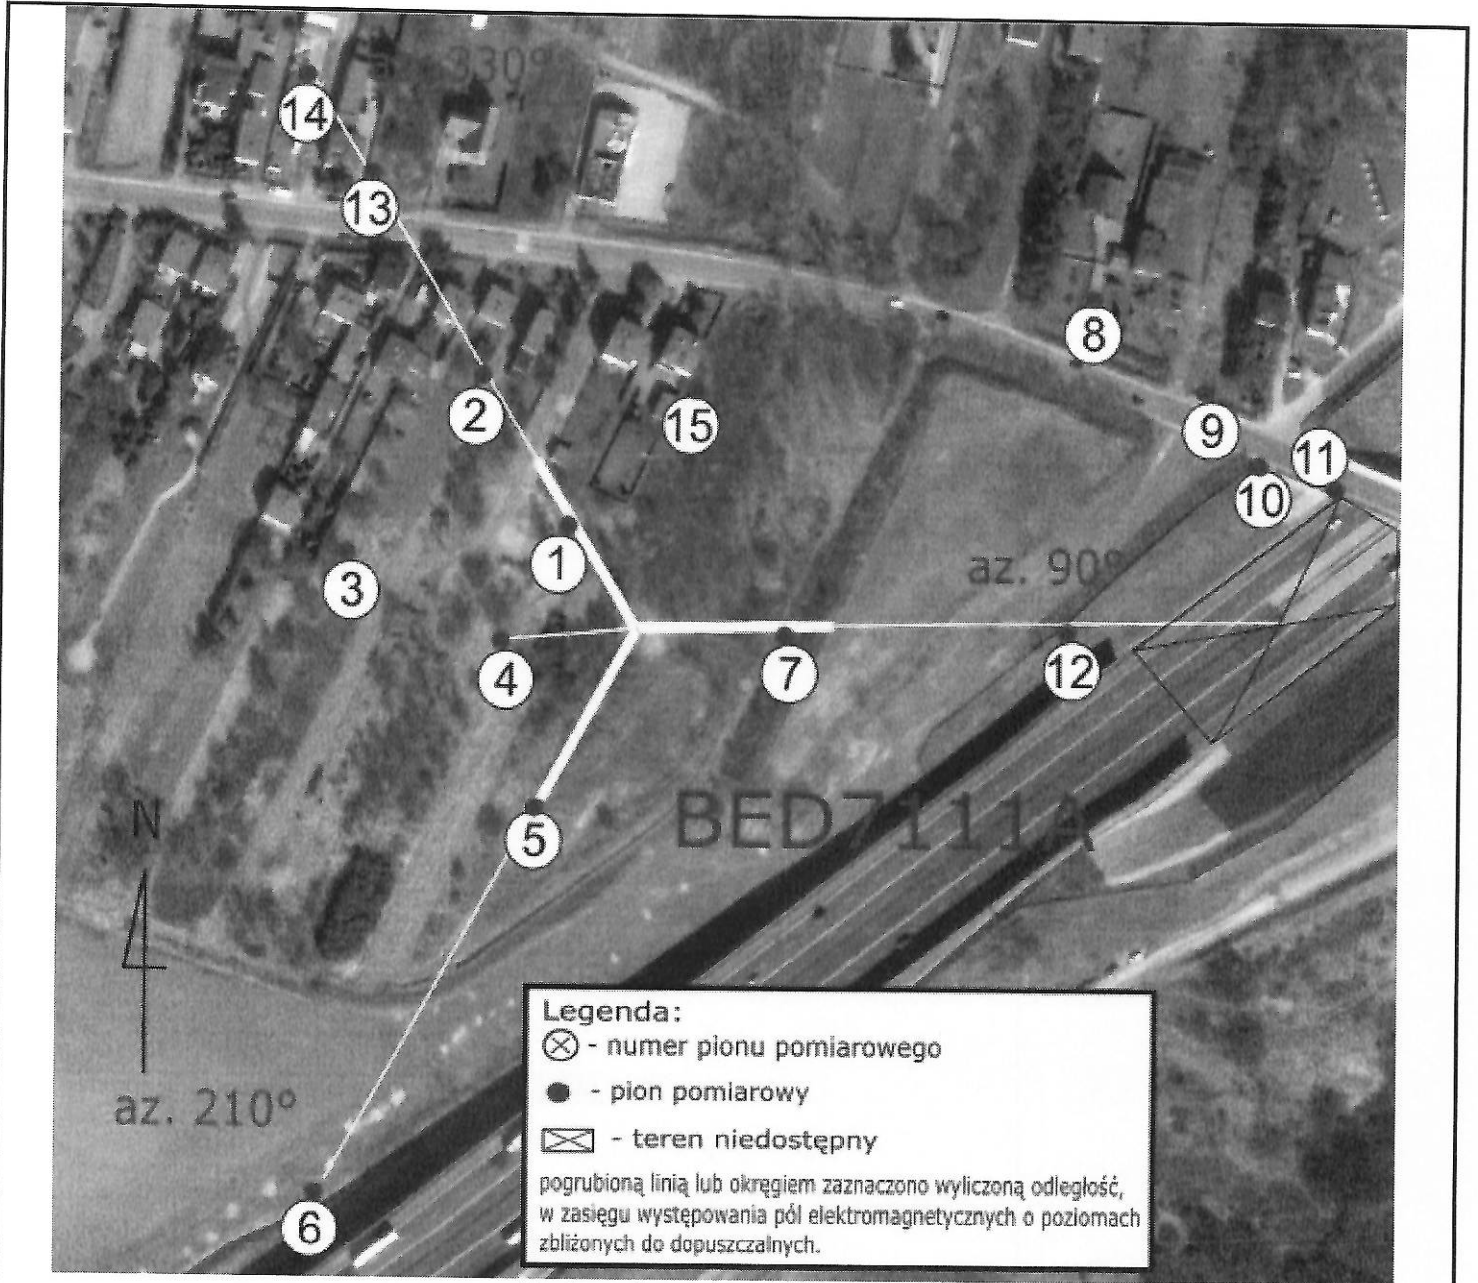 az. 330°
14
13
8
2
15
9
11
10
1
az. 90°
3
4
7
12
BED7111A
N
5
az. 210°
6
Legenda:
- numer pionu pomiarowego
- pion pomiarowy
- teren niedostępny
pogrubioną linią lub okręgiem zaznaczono wyliczoną odległość,
w zasięgu występowania pól elektromagnetycznych o poziomach
zbliżonych do dopuszczalnych.